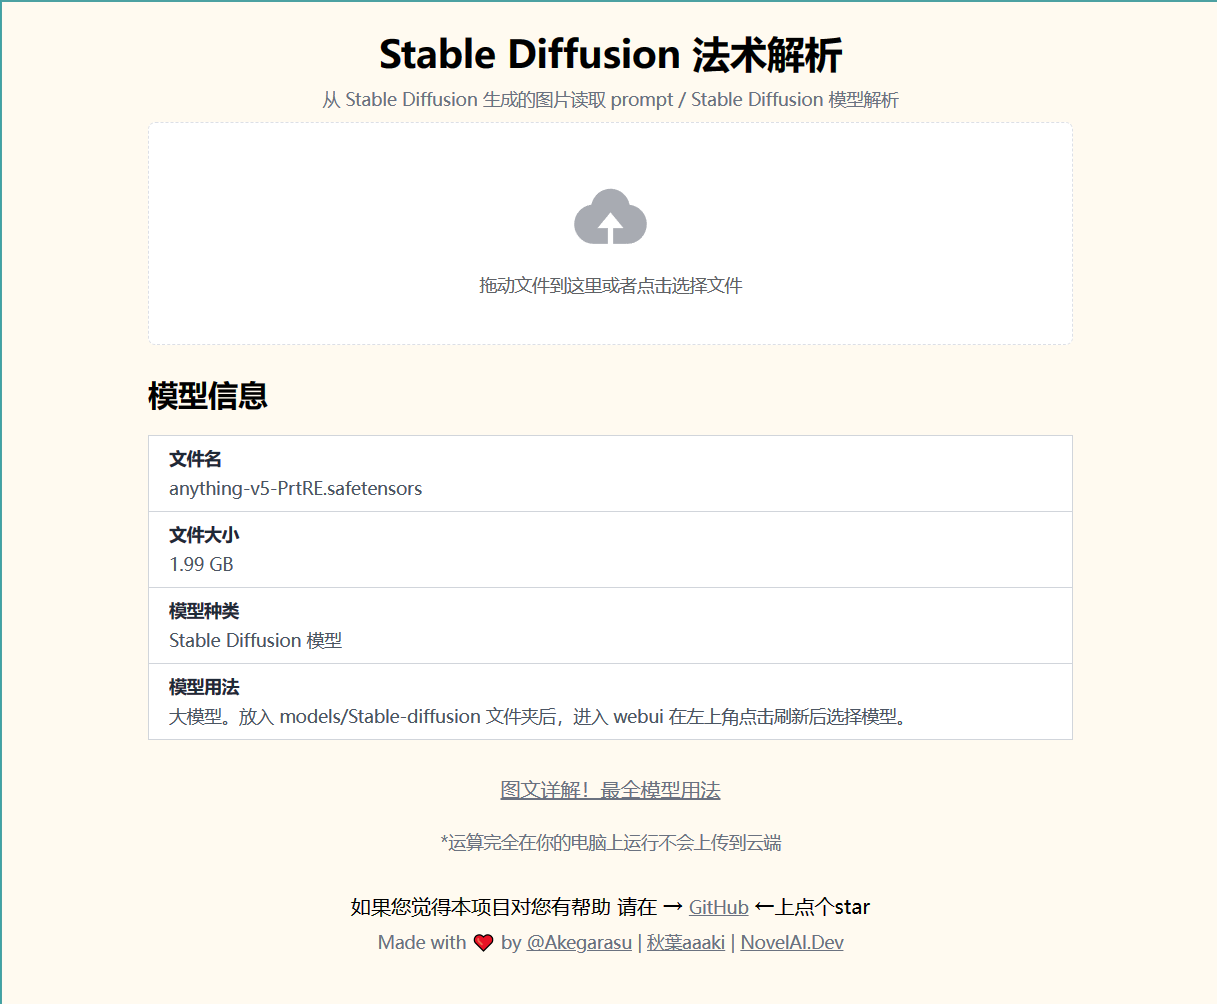 Stable Diffusion 法术解析
从 Stable Diffusion 生成的图片读取 prompt / Stable Diffusion 模型解析
拖动文件到这里或者点击选择文件
模型信息
文件名
anything-v5-PrtRE.safetensors
文件大小
1.99 GB
模型种类
Stable Diffusion 模型
模型用法
大模型。放入 models/Stable-diffusion 文件夹后，进入 webui 在左上角点击刷新后选择模型。
图文详解！最全模型用法
*运算完全在你的电脑上运行不会上传到云端
如果您觉得本项目对您有帮助 请在 → GitHub ←上点个star
Made with ❤ by @Akegarasu | 秋葉aaaki | NovelAI.Dev